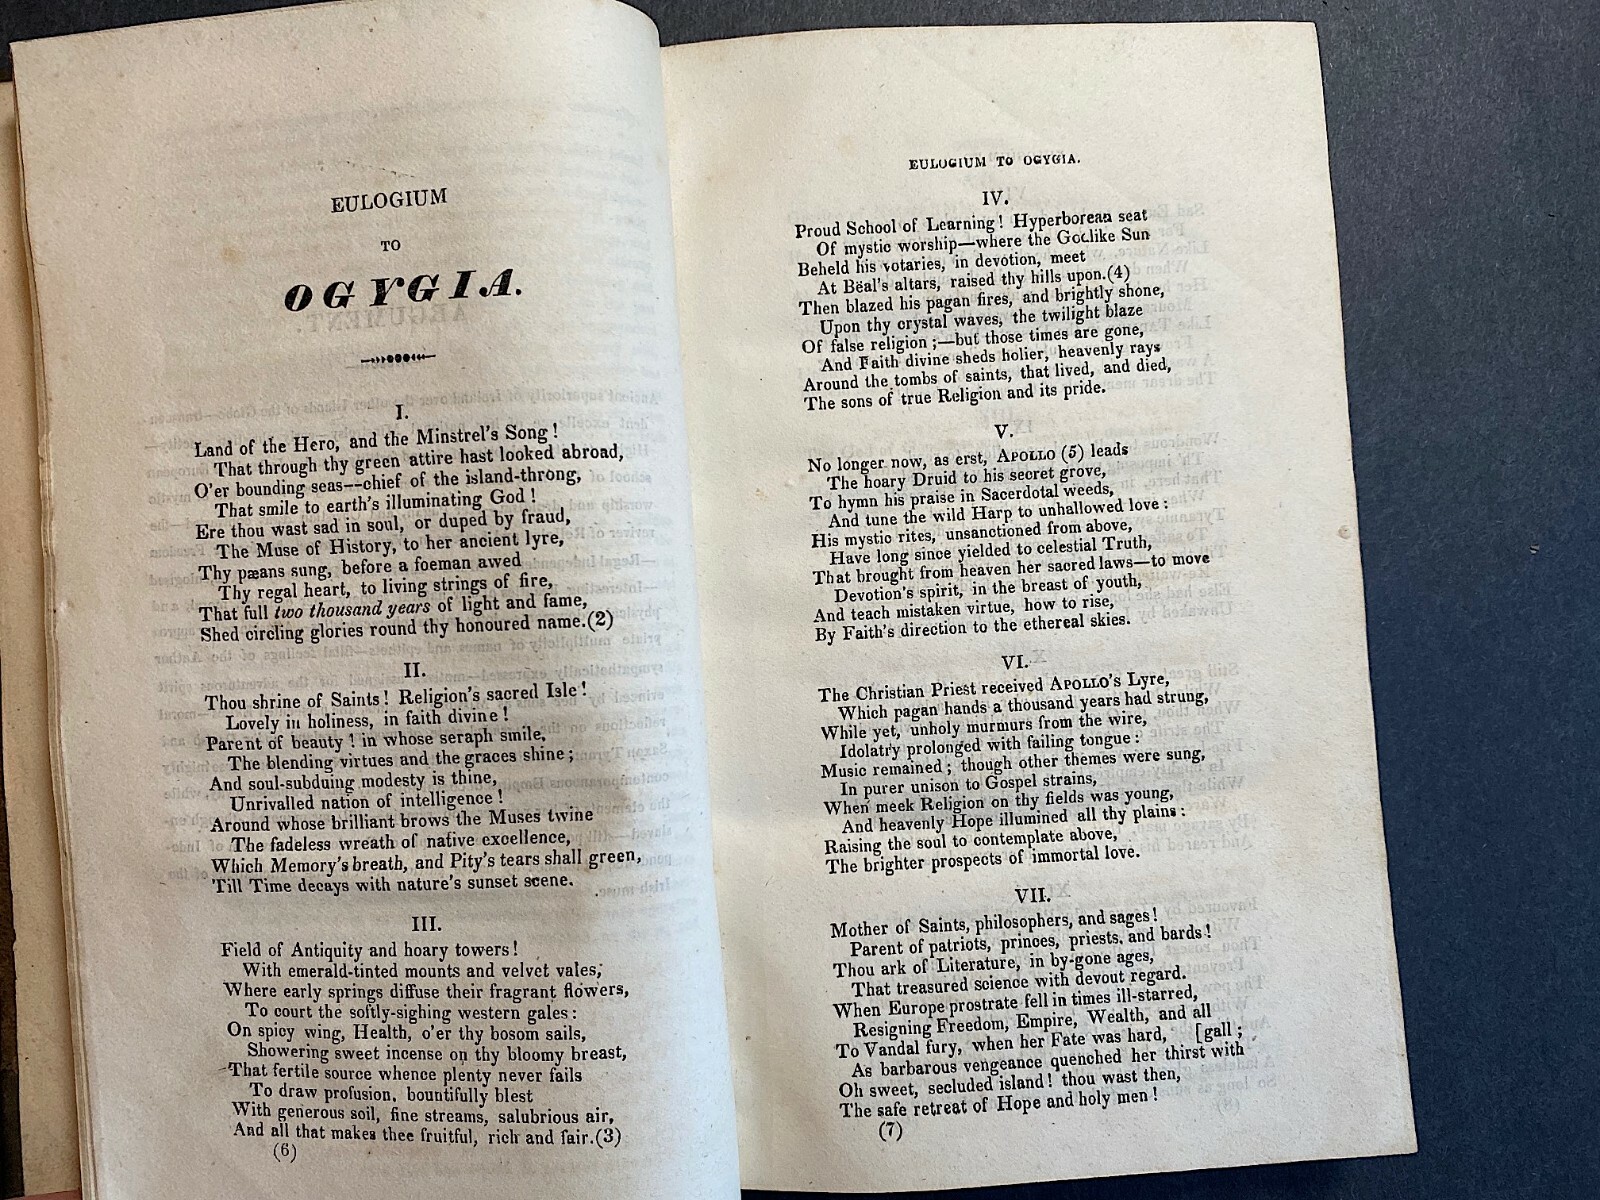 EULOGIUM
TO
OGYGIA.
I.
Land of the Hero, and the Minstrel's Song!
That through thy green attire hast looked abroad,
O'er bounding seas--chief of the island-throng,
That smile to earth's illuminating God!
Ere thou wast sad in soul, or duped by fraud,
The Muse of History, to her ancient lyre,
Thy pæans sung, before a foeman awed
Thy regal heart, to living strings of fire,
That full two thousand years of light and fame,
Shed circling glories round thy honoured name.(2)
II.
Thou shrine of Saints! Religion's sacred Isle!
Lovely in holiness, in faith divine!
Parent of beauty! in whose seraph smile,
The blending virtues and the graces shine;
And soul-subduing modesty is thine,
Unrivalled nation of intelligence!
Around whose brilliant brows the Muses twine
The fadeless wreath of native excellence,
Which Memory's breath, and Pity's tears shall green,
Till Time decays with nature's sunset scene.
III.
Field of Antiquity and hoary towers!
With emerald-tinted mounts and velvet vales,
Where early springs diffuse their fragrant flowers,
To court the softly-sighing western gales:
On spicy wing, Health, o'er thy bosom sails,
Showering sweet incense on thy bloomy breast,
That fertile source whence plenty never fails
To draw profusion, bountifully blest
With generous soil, fine streams, salubrious air,
And all that makes thee fruitful, rich and fair.(3)
(6)
EULOGIUM TO OGYGIA.
IV.
Proud School of Learning! Hyperborean seat
Of mystic worship—where the Godlike Sun
Beheld his votaries, in devotion, meet
At Bëal's altars, raised thy hills upon.(4)
Then blazed his pagan fires, and brightly shone,
Upon thy crystal waves, the twilight blaze
Of false religion;—but those times are gone,
And Faith divine sheds holier, heavenly rays
Around the tombs of saints, that lived, and died,
The sons of true Religion and its pride.
V.
No longer now, as erst, APOLLO (5) leads
The hoary Druid to his secret grove,
To hymn his praise in Sacerdotal weeds,
And tune the wild Harp to unhallowed love:
His mystic rites, unsanctioned from above,
Have long since yielded to celestial Truth,
That brought from heaven her sacred laws—to move
Devotion's spirit, in the breast of youth,
And teach mistaken virtue, how to rise,
By Faith's direction to the ethereal skies.
VI.
The Christian Priest received APOLLO'S Lyre,
Which pagan hands a thousand years had strung,
While yet, unholy murmurs from the wire,
Idolatry prolonged with failing tongue:
Music remained; though other themes were sung,
In purer unison to Gospel strains,
When meek Religion on thy fields was young,
And heavenly Hope illumined all thy plains:
Raising the soul to contemplate above,
The brighter prospects of immortal love.
VII.
Mother of Saints, philosophers, and sages!
Parent of patriots, princes, priests, and bards!
Thou ark of Literature, in by-gone ages,
That treasured science with devout regard.
When Europe prostrate fell in times ill-starred,
Resigning Freedom, Empire, Wealth, and all
To Vandal fury, when her Fate was hard, [gall;
As barbarous vengeance quenched her thirst with
Oh sweet, secluded island! thou wast then,
The safe retreat of Hope and holy men!
(7)